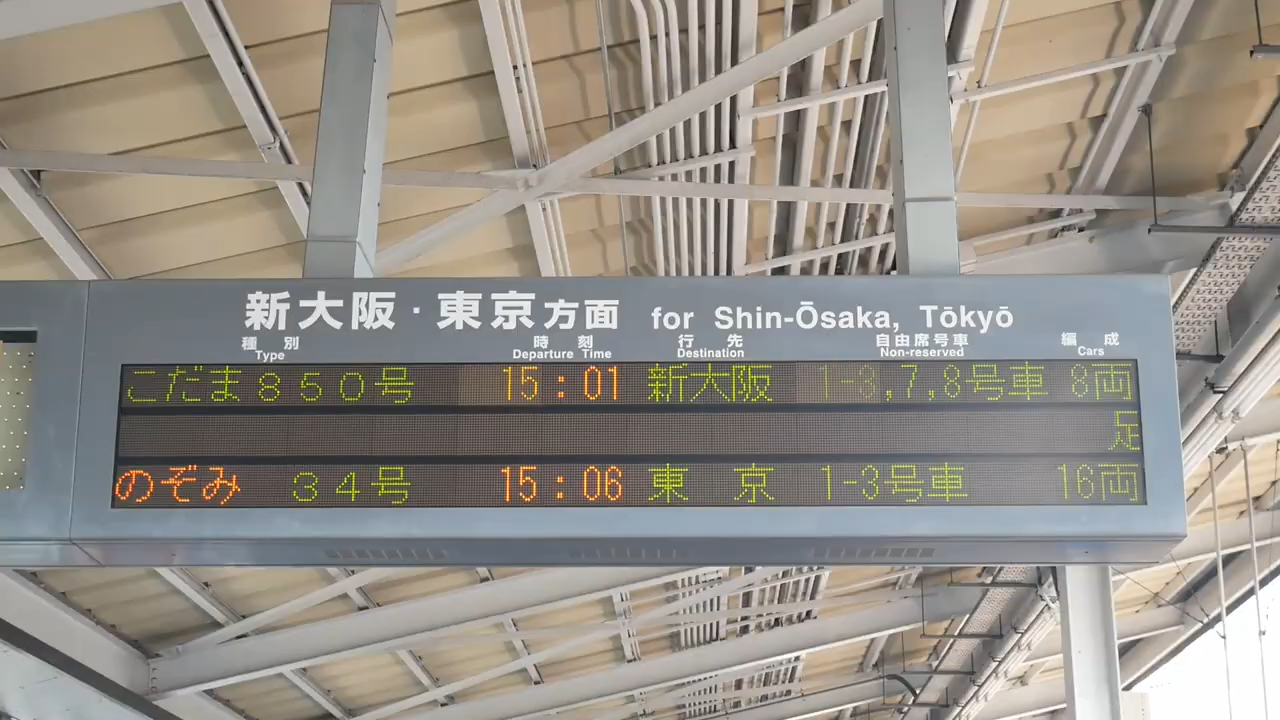 新大阪・東京方面 for Shin-Ōsaka, Tōkyō
種別 時刻 行先 自由席号車 編成
Type Departure Time Destination Non-reserved Cars
こだま８５０号 15:01 新大阪 1-3,7,8号車 8両
足
のぞみ ３４号 15:06 東京 1-3号車 16両